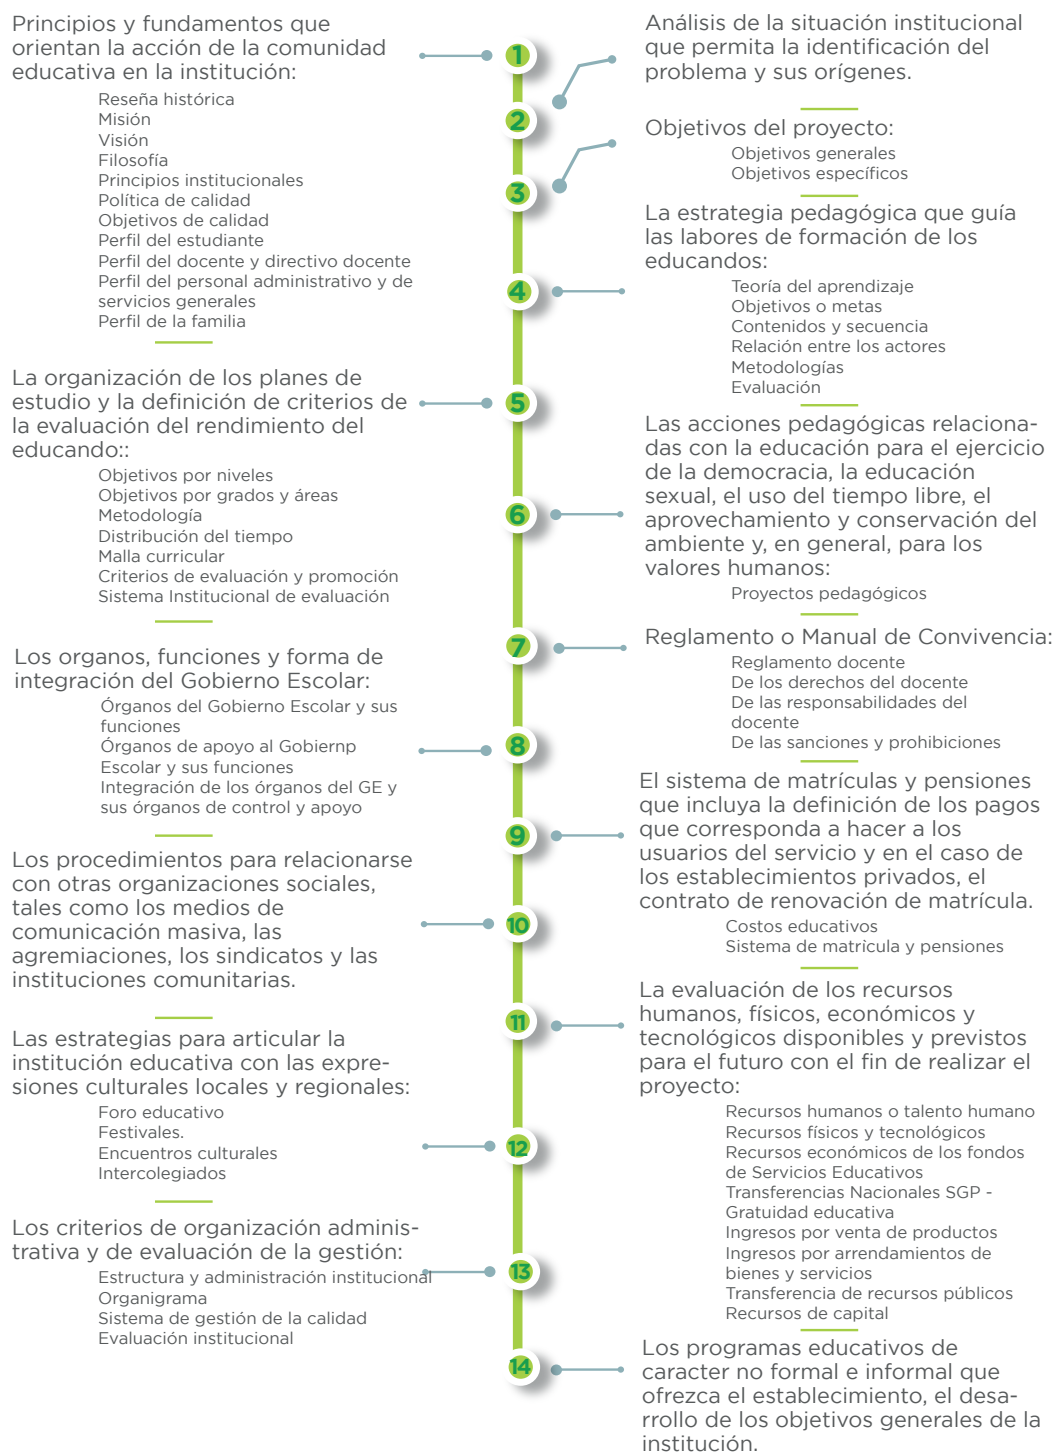 1
Principios y fundamentos que
orientan la acción de la comunidad
educativa en la institución:
Reseña histórica
Misión
Visión
Filosofía
Principios institucionales
Política de calidad
Objetivos de calidad
Perfil del estudiante
Perfil del docente y directivo docente
Perfil del personal administrativo y de
servicios generales
Perfil de la familia
2
Análisis de la situación institucional
que permita la identificación del
problema y sus orígenes.
3
Objetivos del proyecto:
Objetivos generales
Objetivos específicos
4
La estrategia pedagógica que guía
las labores de formación de los
educandos:
Teoría del aprendizaje
Objetivos o metas
Contenidos y secuencia
Relación entre los actores
Metodologías
Evaluación
5
La organización de los planes de
estudio y la definición de criterios de
la evaluación del rendimiento del
educando::
Objetivos por niveles
Objetivos por grados y áreas
Metodología
Distribución del tiempo
Malla curricular
Criterios de evaluación y promoción
Sistema Institucional de evaluación
6
Las acciones pedagógicas relaciona-
das con la educación para el ejercicio
de la democracia, la educación
sexual, el uso del tiempo libre, el
aprovechamiento y conservación del
ambiente y, en general, para los
valores humanos:
Proyectos pedagógicos
7
Reglamento o Manual de Convivencia:
Reglamento docente
De los derechos del docente
De las responsabilidades del
docente
De las sanciones y prohibiciones
8
Los organos, funciones y forma de
integración del Gobierno Escolar:
Órganos del Gobierno Escolar y sus
funciones
Órganos de apoyo al Gobiernp
Escolar y sus funciones
Integración de los órganos del GE y
sus órganos de control y apoyo
9
El sistema de matrículas y pensiones
que incluya la definición de los pagos
que corresponda a hacer a los
usuarios del servicio y en el caso de
los establecimientos privados, el
contrato de renovación de matrícula.
Costos educativos
Sistema de matrícula y pensiones
10
Los procedimientos para relacionarse
con otras organizaciones sociales,
tales como los medios de
comunicación masiva, las
agremiaciones, los sindicatos y las
instituciones comunitarias.
11
La evaluación de los recursos
humanos, físicos, económicos y
tecnológicos disponibles y previstos
para el futuro con el fin de realizar el
proyecto:
Recursos humanos o talento humano
Recursos físicos y tecnológicos
Recursos económicos de los fondos
de Servicios Educativos
Transferencias Nacionales SGP -
Gratuidad educativa
Ingresos por venta de productos
Ingresos por arrendamientos de
bienes y servicios
Transferencia de recursos públicos
Recursos de capital
12
Las estrategias para articular la
institución educativa con las expre-
siones culturales locales y regionales:
Foro educativo
Festivales.
Encuentros culturales
Intercolegiados
13
Los criterios de organización adminis-
trativa y de evaluación de la gestión:
Estructura y administración institucional
Organigrama
Sistema de gestión de la calidad
Evaluación institucional
14
Los programas educativos de
caracter no formal e informal que
ofrezca el establecimiento, el desa-
rrollo de los objetivos generales de la
institución.